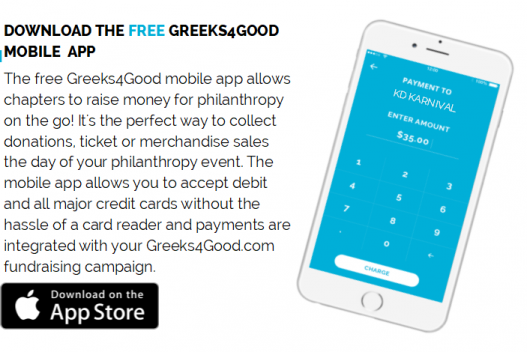 DOWNLOAD THE FREE GREEKS4GOOD
MOBILE APP
The free Greeks4Good mobile app allows
chapters to raise money for philanthropy
on the go! It's the perfect way to collect
donations, ticket or merchandise sales
the day of your philanthropy event. The
mobile app allows you to accept debit
and all major credit cards without the
hassle of a card reader and payments are
integrated with your Greeks4Good.com
fundraising campaign.
Download on the
App Store
PAYMENT TO
KD KARNIVAL
ENTER AMOUNT
$35.00
1 2 3
4 5 6
7 8 9
0
CHARGE